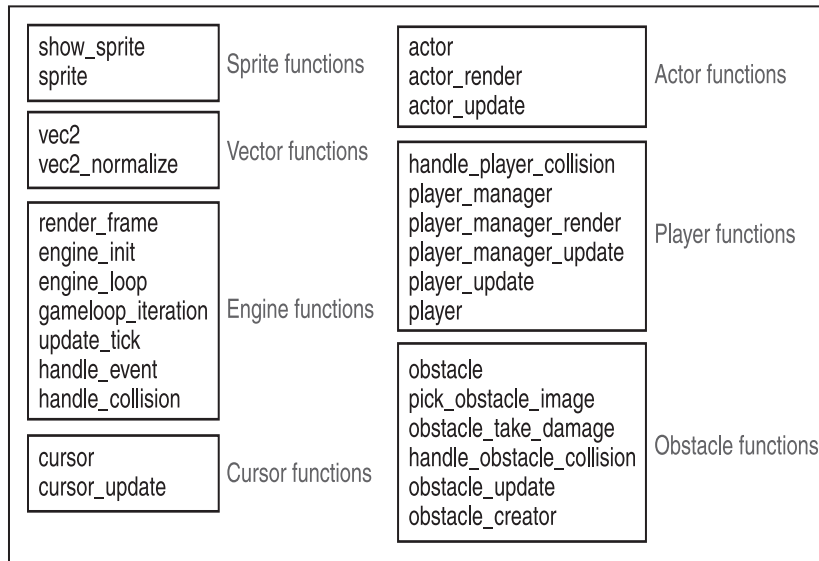 show_sprite
sprite
Sprite functions
vec2
vec2_normalize
Vector functions
render_frame
engine_init
engine_loop
gameloop_iteration
update_tick
handle_event
handle_collision
Engine functions
cursor
cursor_update
Cursor functions
actor
actor_render
actor_update
Actor functions
handle_player_collision
player_manager
player_manager_render
player_manager_update
player_update
player
Player functions
obstacle
pick_obstacle_image
obstacle_take_damage
handle_obstacle_collision
obstacle_update
obstacle_creator
Obstacle functions